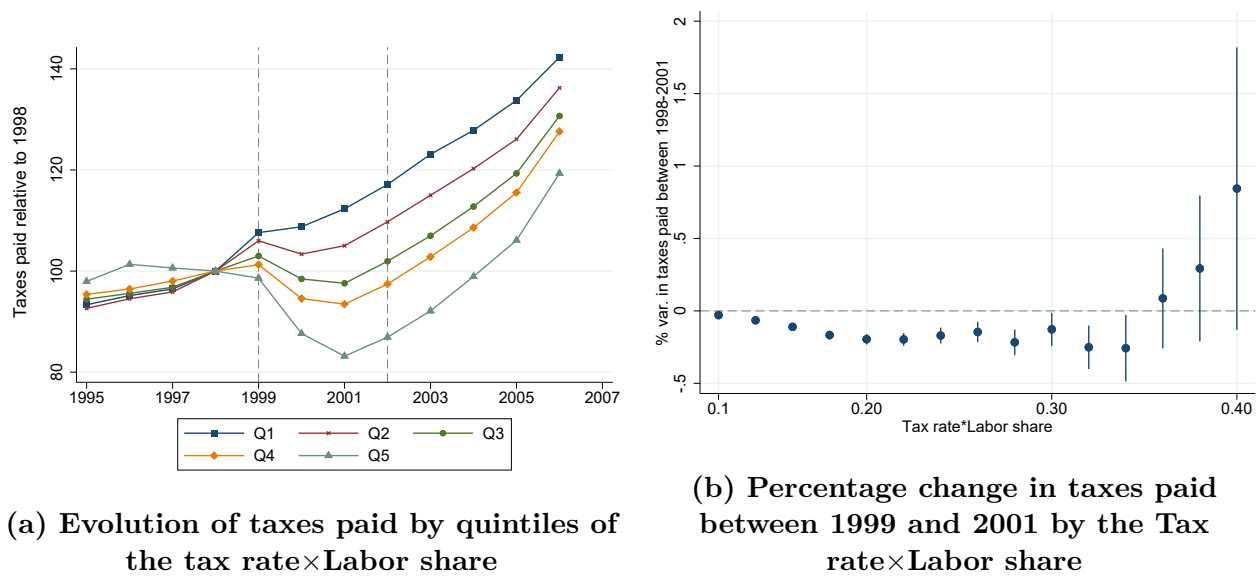 Taxes paid relative to 1998
140
120
100
80
1995
1997
1999
2001
2003
2005
2007
Q1
Q2
Q3
Q4
Q5
(a) Evolution of taxes paid by quintiles of
the tax rate×Labor share
% var. in taxes paid between 1998-2001
2
1.5
1
.5
0
-.5
0.1
0.20
0.30
0.40
Tax rate*Labor share
(b) Percentage change in taxes paid
between 1999 and 2001 by the Tax
rate×Labor share